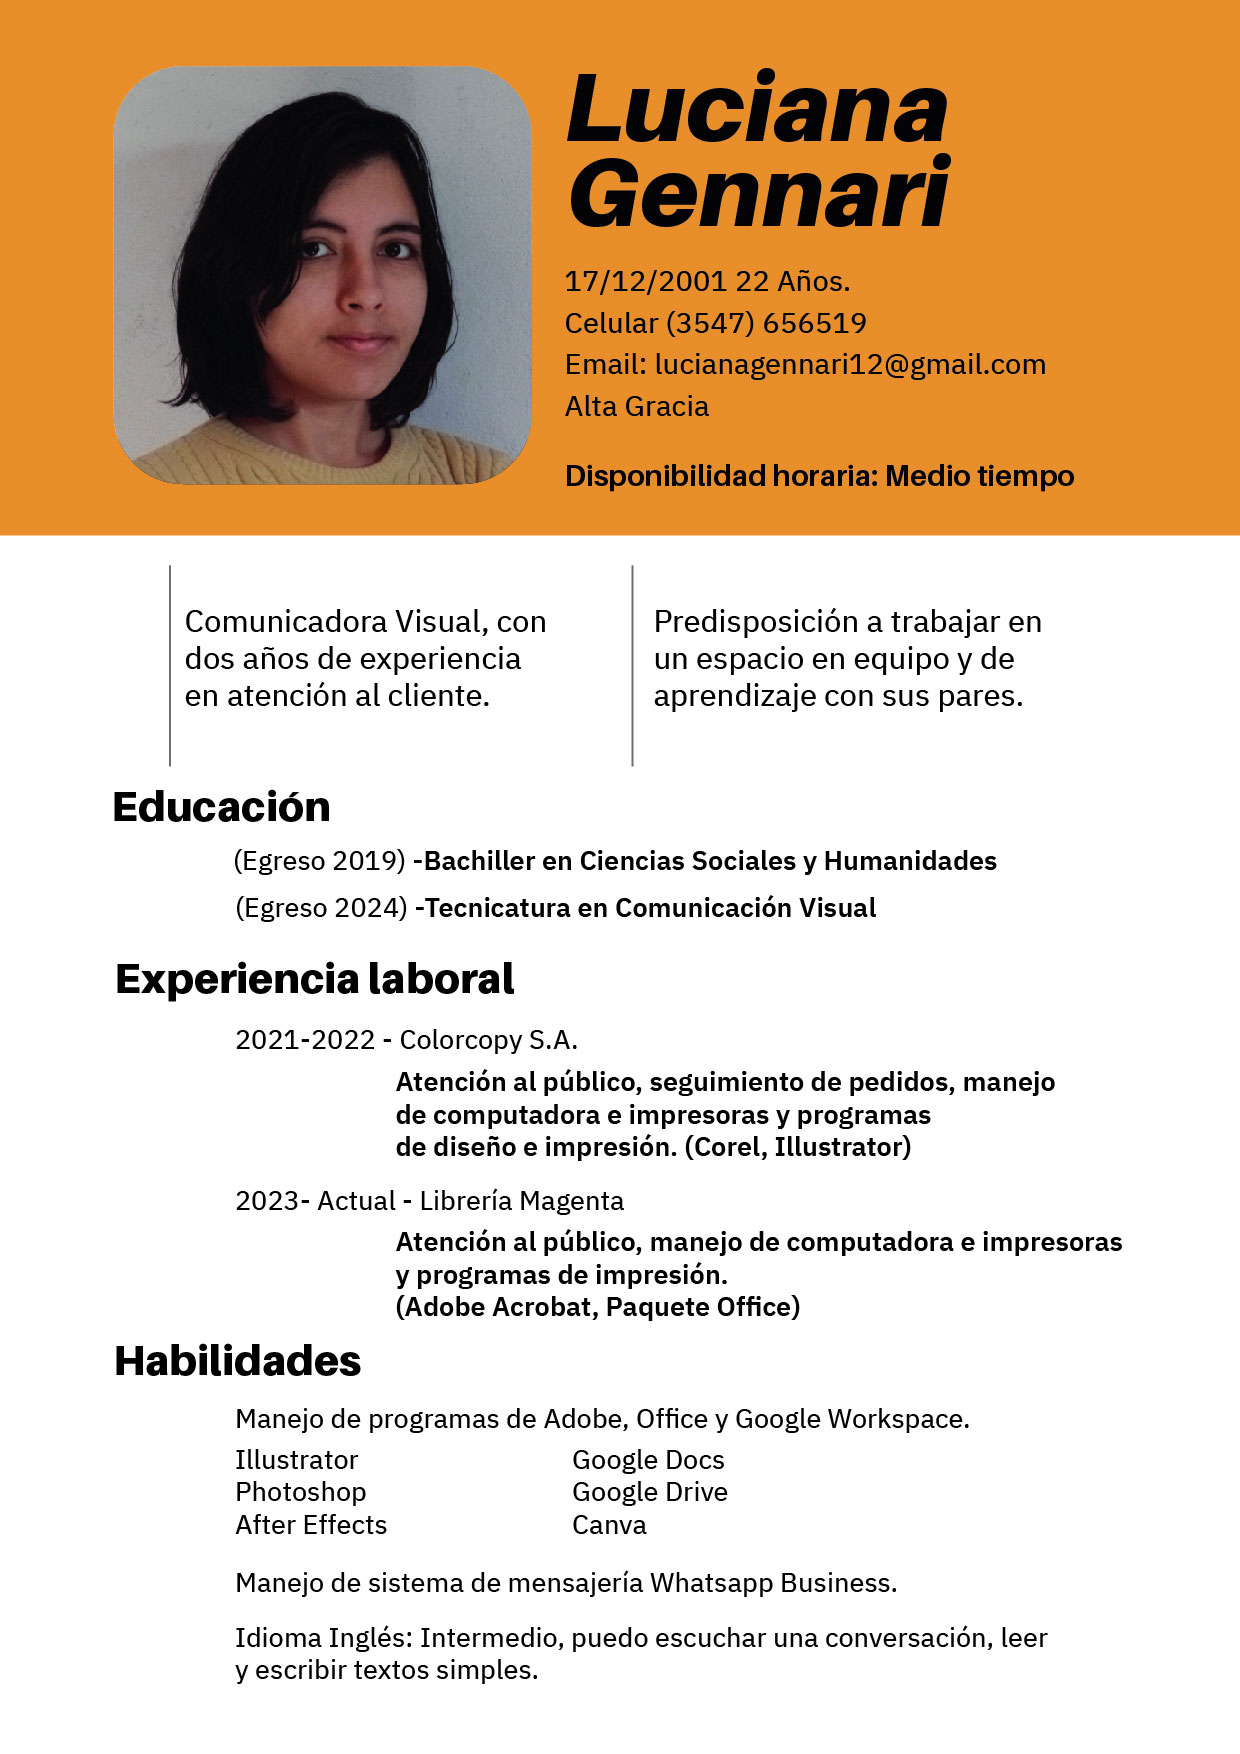 Luciana
Gennari
17/12/2001 22 Años.
Celular (3547) 656519
Email: lucianagennari12@gmail.com
Alta Gracia
Disponibilidad horaria: Medio tiempo
Comunicadora Visual, con
dos años de experiencia
en atención al cliente.
Predisposición a trabajar en
un espacio en equipo y de
aprendizaje con sus pares.
Educación
(Egreso 2019) -Bachiller en Ciencias Sociales y Humanidades
(Egreso 2024) -Tecnicatura en Comunicación Visual
Experiencia laboral
2021-2022 - Colorcopy S.A.
Atención al público, seguimiento de pedidos, manejo
de computadora e impresoras y programas
de diseño e impresión. (Corel, Illustrator)
2023- Actual - Librería Magenta
Atención al público, manejo de computadora e impresoras
y programas de impresión.
(Adobe Acrobat, Paquete Office)
Habilidades
Manejo de programas de Adobe, Office y Google Workspace.
Illustrator
Photoshop
After Effects
Google Docs
Google Drive
Canva
Manejo de sistema de mensajería Whatsapp Business.
Idioma Inglés: Intermedio, puedo escuchar una conversación, leer
y escribir textos simples.